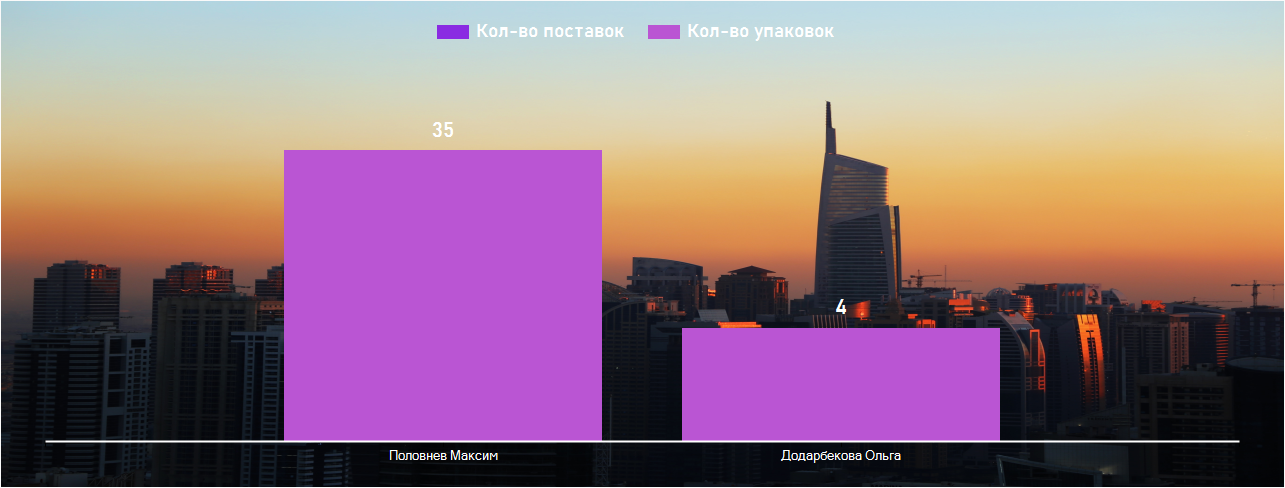 Кол-во поставок Кол-во упаковок
35
4
Половнев Максим Додарбекова Ольга